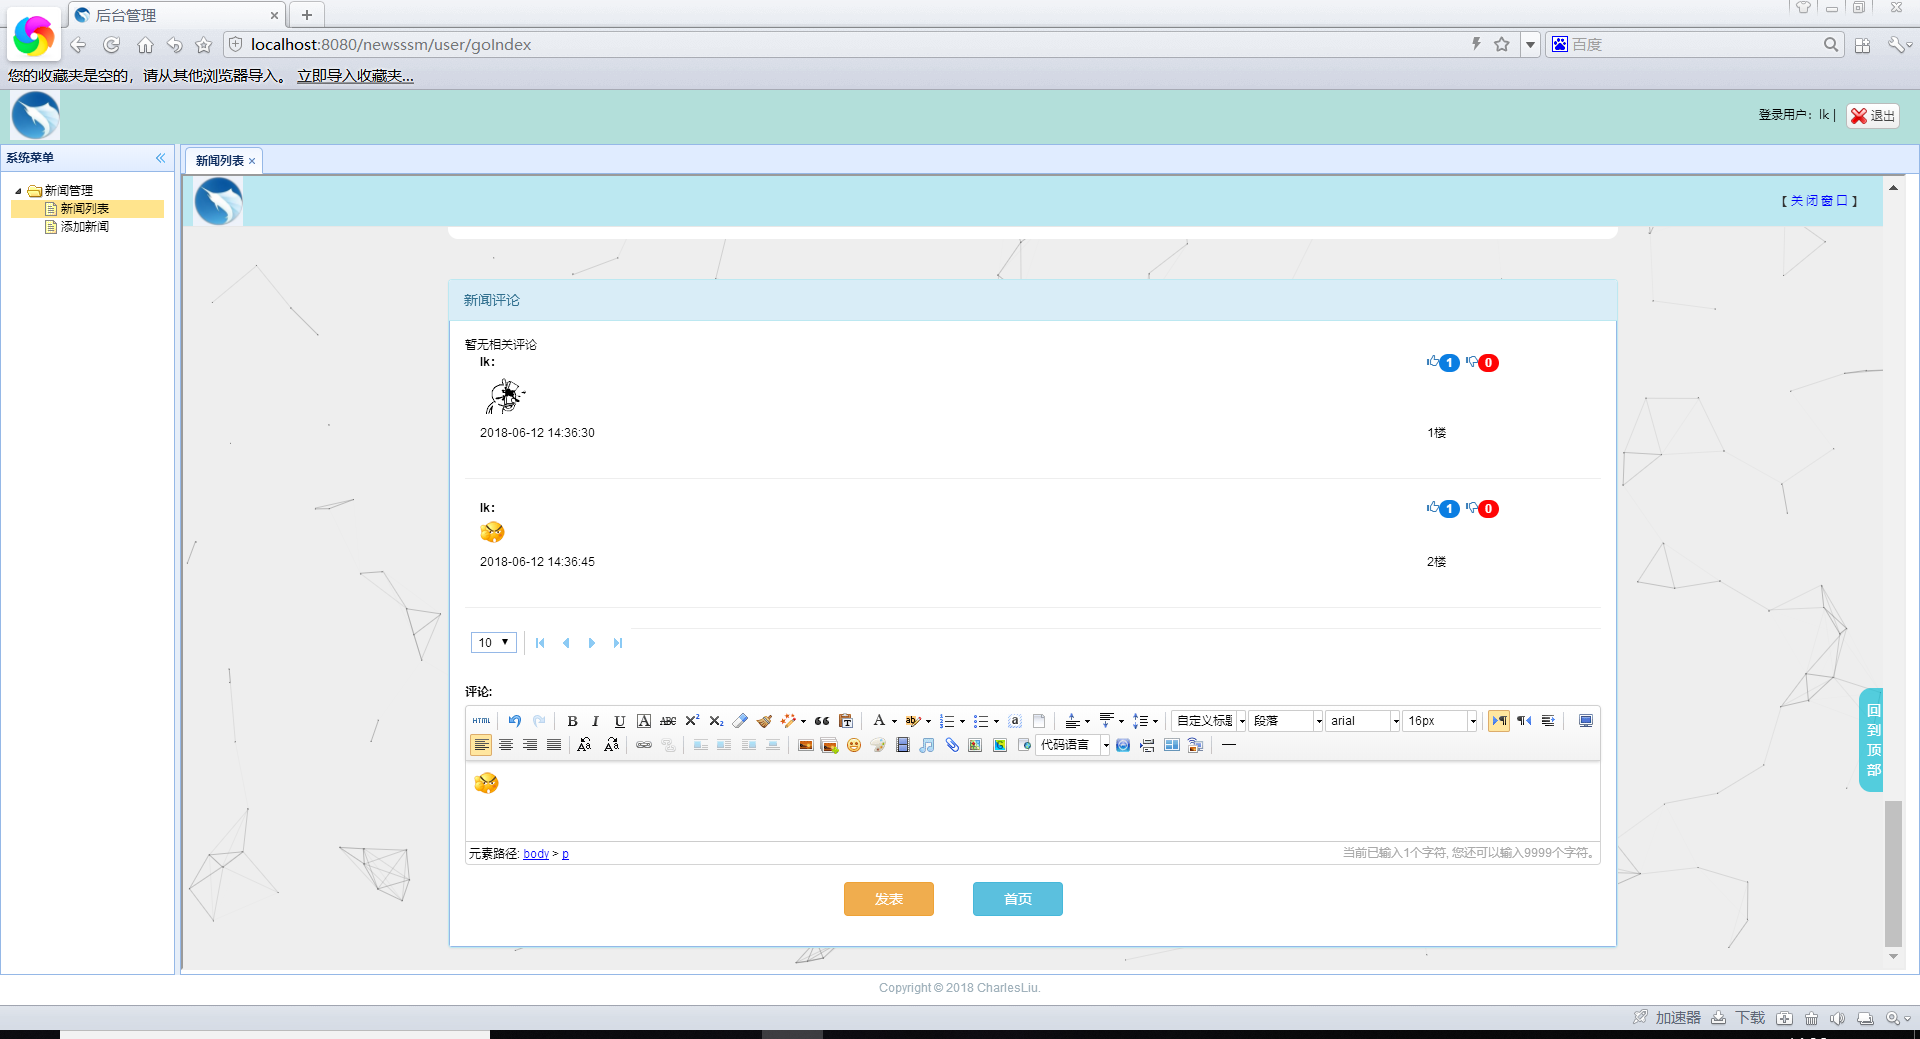 后台管理
localhost:8080/newsssm/user/goIndex
百度
您的收藏夹是空的，请从其他浏览器导入。 立即导入收藏夹...
登录用户：lk |
退出
系统菜单
新闻列表
新闻管理
新闻列表
添加新闻
【关闭窗口】
新闻评论
暂无相关评论
lk:
1 0
2018-06-12 14:36:30
1楼
lk:
1 0
2018-06-12 14:36:45
2楼
10
评论:
HTML B I U A ABC X² X₂ A 自定义标题 段落 arial 16px
代码语言
元素路径: body > p
当前已输入1个字符, 您还可以输入9999个字符。
发表
首页
回到顶部
Copyright © 2018 CharlesLiu.
加速器 下载